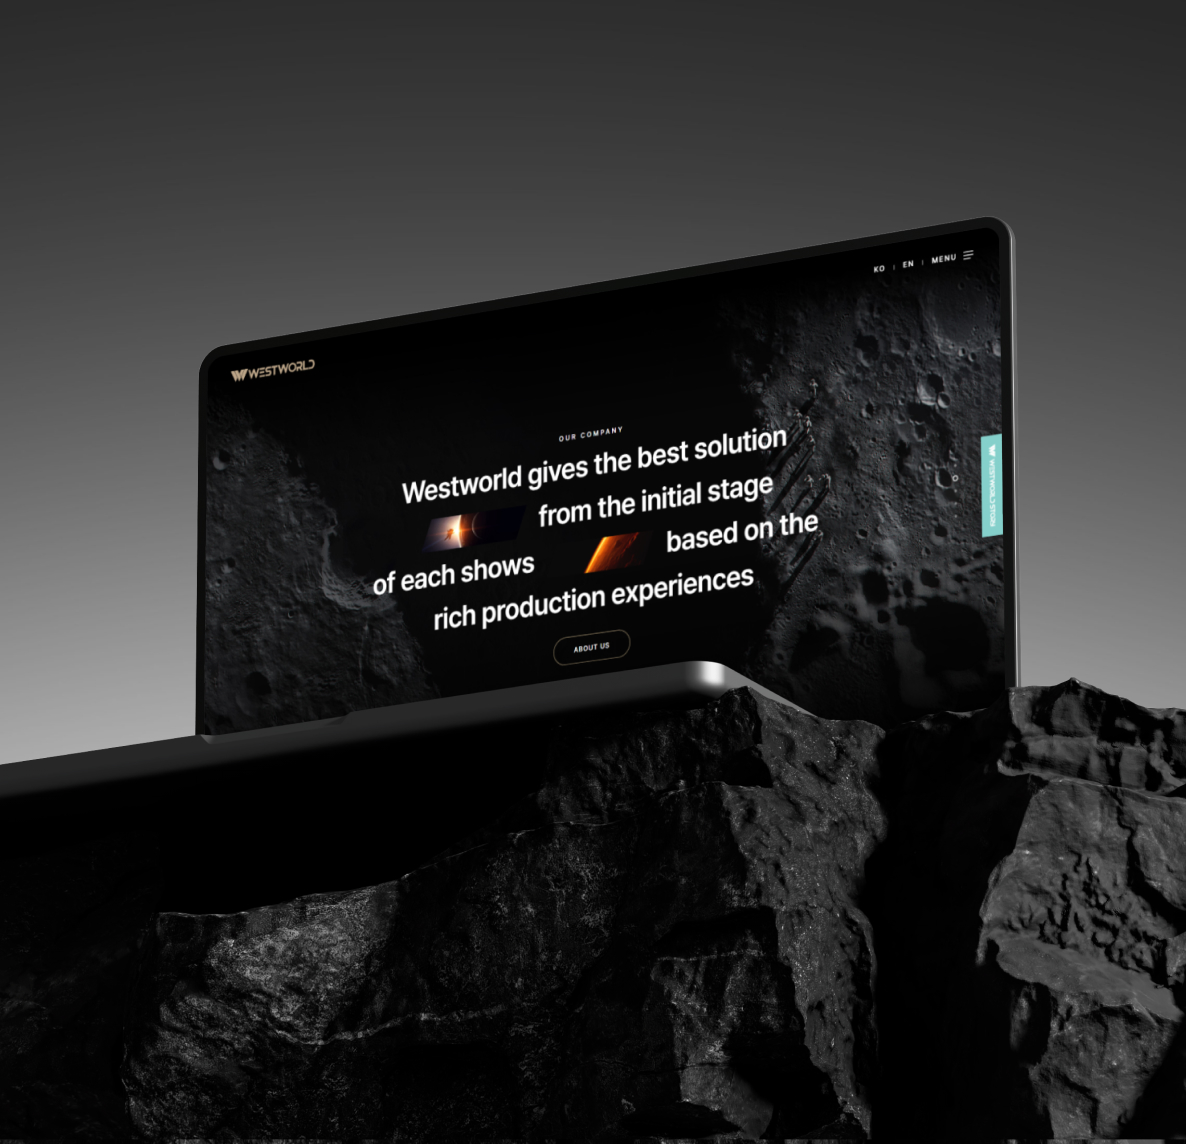 KO | EN | MENU
WESTWORLD
OUR COMPANY
Westworld gives the best solution
from the initial stage
of each shows based on the
rich production experiences
ABOUT US